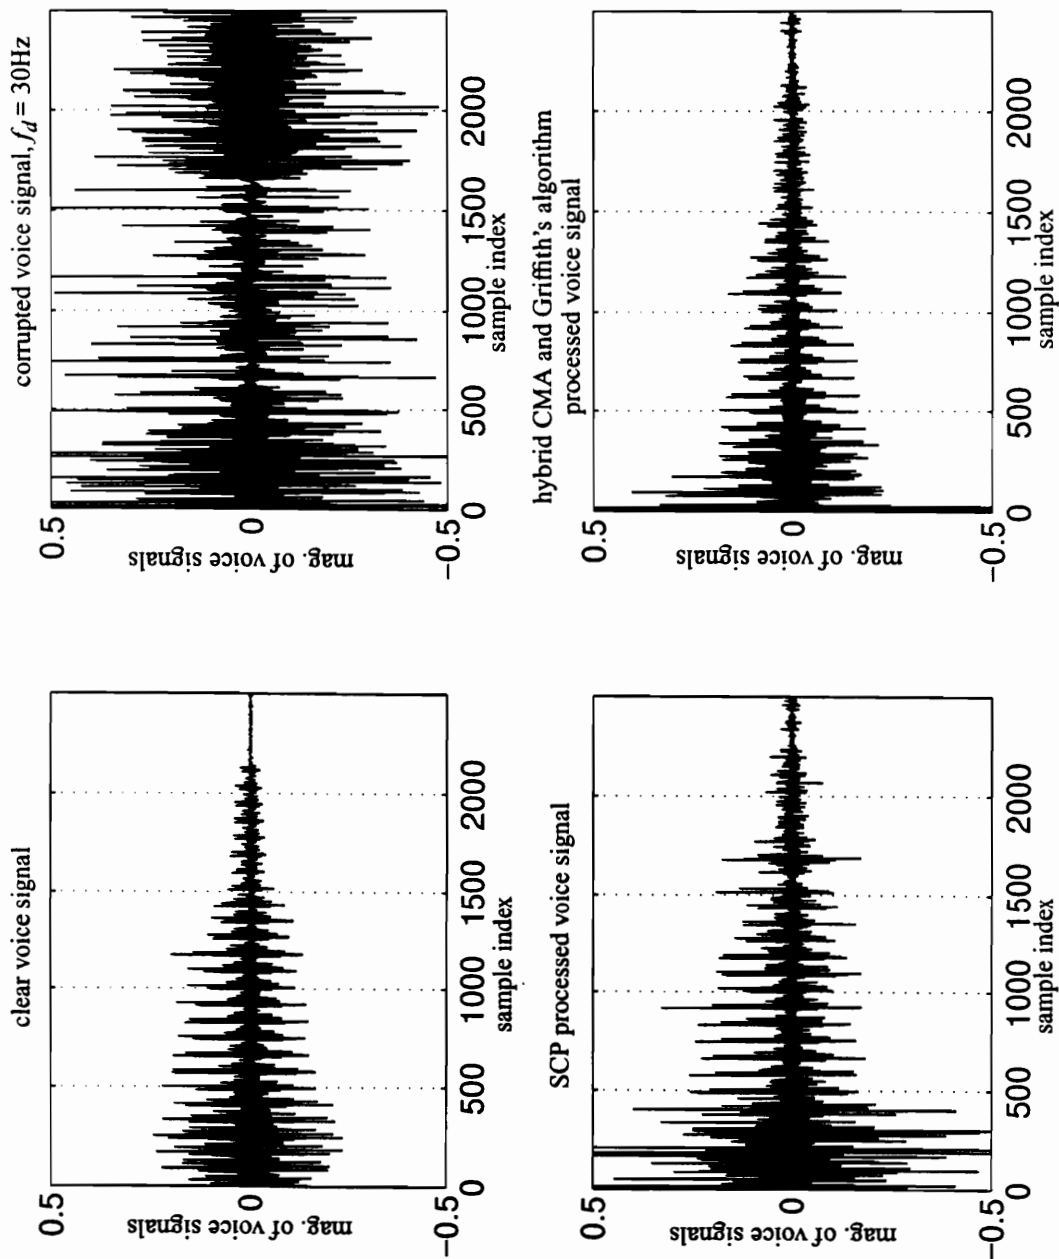 clear voice signal
0.5
0
−0.5
mag. of voice signals
0
500
1000
1500
2000
sample index
corrupted voice signal, f_d = 30Hz
0.5
0
−0.5
mag. of voice signals
0
500
1000
1500
2000
sample index
SCP processed voice signal
0.5
0
−0.5
mag. of voice signals
0
500
1000
1500
2000
sample index
hybrid CMA and Griffith's algorithm
processed voice signal
0.5
0
−0.5
mag. of voice signals
0
500
1000
1500
2000
sample index